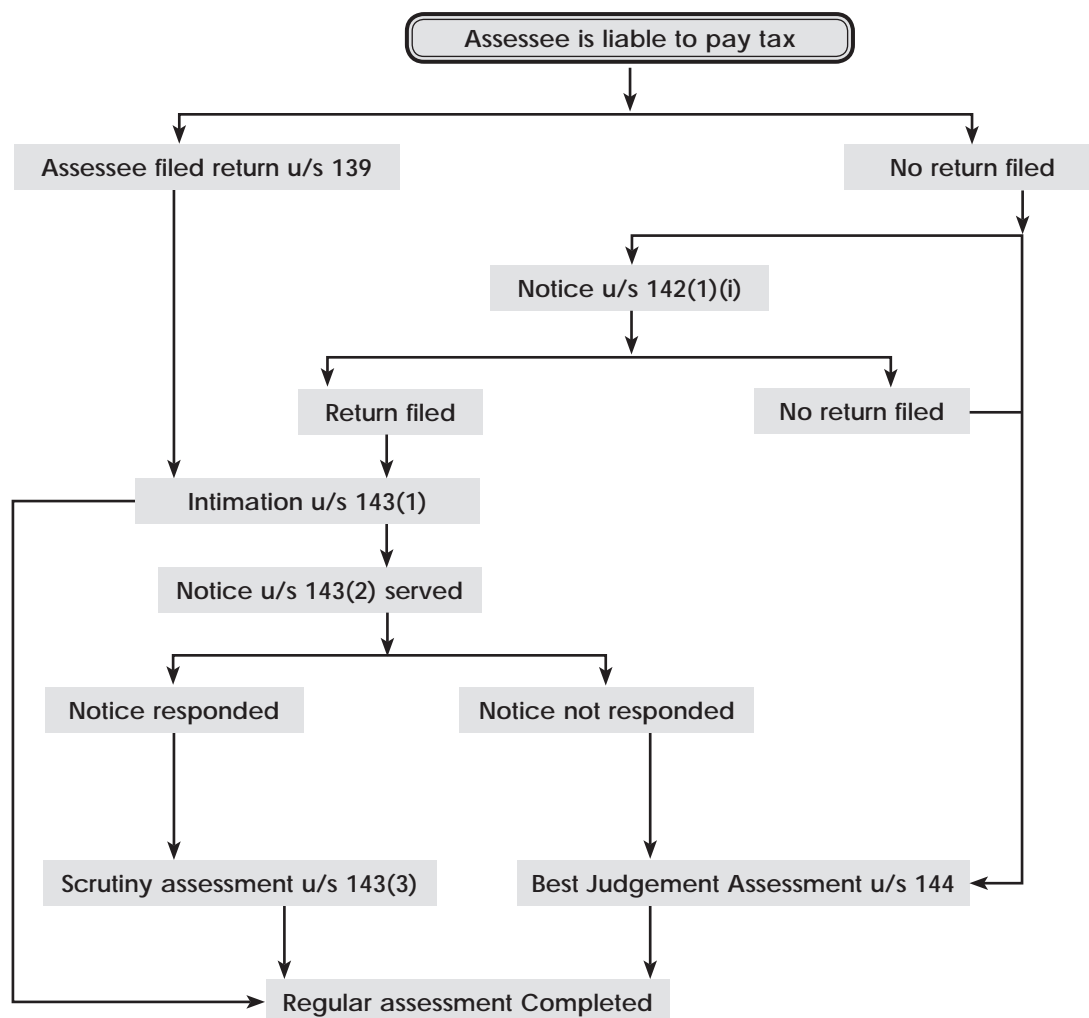 Assessee is liable to pay tax
Assessee filed return u/s 139
No return filed
Notice u/s 142(1)(i)
Return filed
No return filed
Intimation u/s 143(1)
Notice u/s 143(2) served
Notice responded
Notice not responded
Scrutiny assessment u/s 143(3)
Best Judgement Assessment u/s 144
Regular assessment Completed